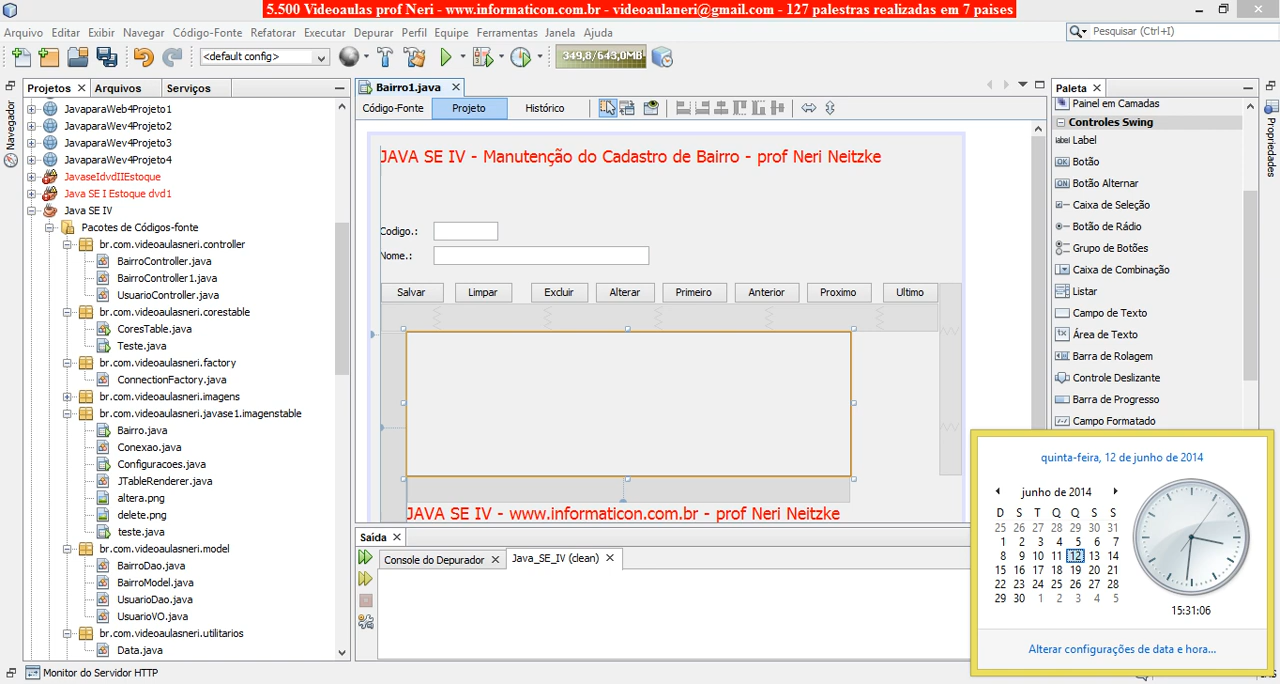 5.500 Videoaulas prof Neri - www.informaticon.com.br - videoaulaneri@gmail.com - 127 palestras realizadas em 7 paises
Arquivo Editar Exibir Navegar Código-Fonte Refatorar Executar Depurar Perfil Equipe Ferramentas Janela Ajuda
Pesquisar (Ctrl+I)
<default config>
349,8/643,0MB
Projetos Arquivos Serviços
Bairro1.java
Paleta
Navegador
Propriedades
Código-Fonte Projeto Histórico
JavaparaWeb4Projeto1
JavaparaWev4Projeto2
JavaparaWev4Projeto3
JavaparaWev4Projeto4
JavaseIdvdIIEstoque
Java SE I Estoque dvd1
Java SE IV
Pacotes de Códigos-fonte
br.com.videoaulasneri.controller
BairroController.java
BairroController1.java
UsuarioController.java
br.com.videoaulasneri.corestable
CoresTable.java
Teste.java
br.com.videoaulasneri.factory
ConnectionFactory.java
br.com.videoaulasneri.imagens
br.com.videoaulasneri.javase1.imagenstable
Bairro.java
Conexao.java
Configuracoes.java
JTableRenderer.java
altera.png
delete.png
teste.java
br.com.videoaulasneri.model
BairroDao.java
BairroModel.java
UsuarioDao.java
UsuarioVO.java
br.com.videoaulasneri.utilitarios
Data.java
JAVA SE IV - Manutenção do Cadastro de Bairro - prof Neri Neitzke
Codigo.:
Nome.:
Salvar Limpar Excluir Alterar Primeiro Anterior Proximo Ultimo
JAVA SE IV - www.informaticon.com.br - prof Neri Neitzke
Saída
Console do Depurador Java_SE_IV (clean)
Painel em Camadas
Controles Swing
label Label
OK Botão
ON Botão Alternar
Caixa de Seleção
Botão de Rádio
Grupo de Botões
Caixa de Combinação
Listar
Campo de Texto
Área de Texto
Barra de Rolagem
Controle Deslizante
Barra de Progresso
Campo Formatado
quinta-feira, 12 de junho de 2014
junho de 2014
D S T Q Q S S
25 26 27 28 29 30 31
1 2 3 4 5 6 7
8 9 10 11 12 13 14
15 16 17 18 19 20 21
22 23 24 25 26 27 28
29 30 1 2 3 4 5
15:31:06
Alterar configurações de data e hora...
Monitor do Servidor HTTP